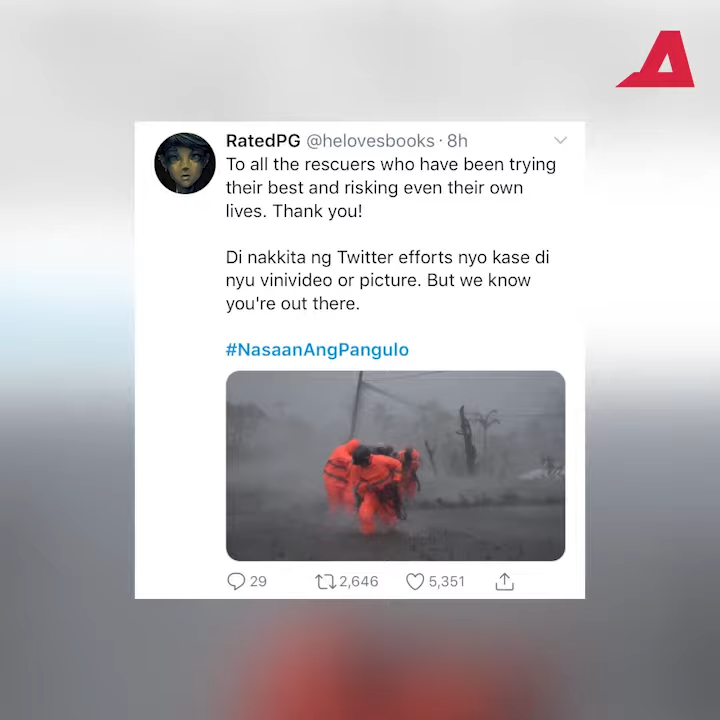 RatedPG @helovesbooks · 8h
To all the rescuers who have been trying
their best and risking even their own
lives. Thank you!
Di nakkita ng Twitter efforts nyo kase di
nyu vinivideo or picture. But we know
you're out there.
#NasaanAngPangulo
29 2,646 5,351